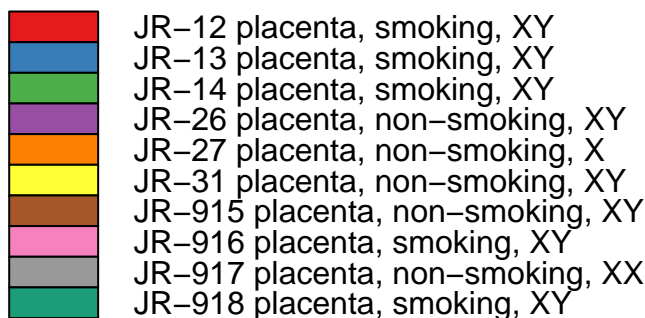 JR−12 placenta, smoking, XY
JR−13 placenta, smoking, XY
JR−14 placenta, smoking, XY
JR−26 placenta, non−smoking, XY
JR−27 placenta, non−smoking, X
JR−31 placenta, non−smoking, XY
JR−915 placenta, non−smoking, XY
JR−916 placenta, smoking, XY
JR−917 placenta, non−smoking, XX
JR−918 placenta, smoking, XY